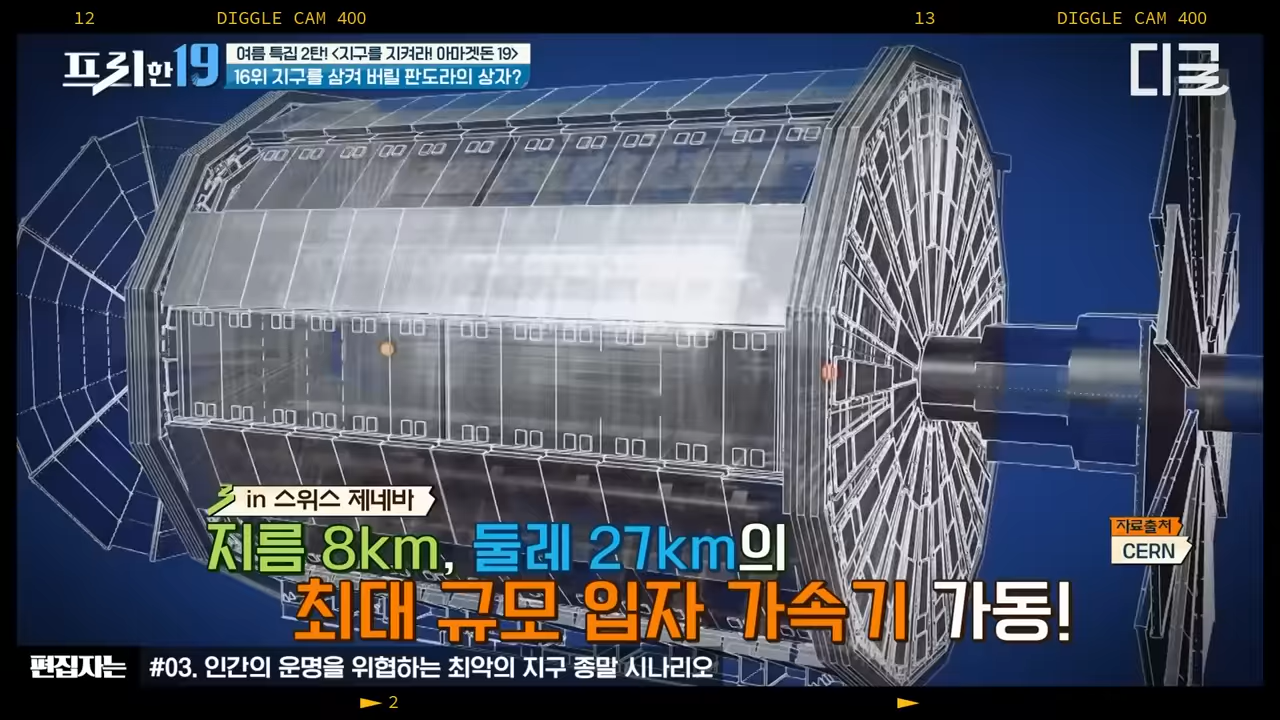 12 DIGGLE CAM 400 13 DIGGLE CAM 400
프리한19
여름 특집 2탄! <지구를 지켜라! 아마겟돈 19>
16위 지구를 삼켜 버릴 판도라의 상자?
디글
in 스위스 제네바
지름 8km, 둘레 27km의
최대 규모 입자 가속기 가동!
자료출처
CERN
편집자는 #03. 인간의 운명을 위협하는 최악의 지구 종말 시나리오
2